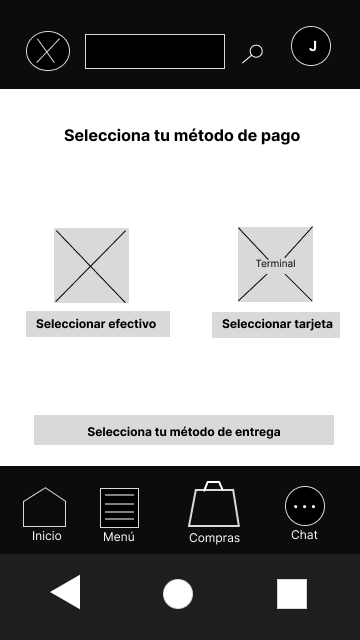 J
Selecciona tu método de pago
Terminal
Seleccionar efectivo
Seleccionar tarjeta
Selecciona tu método de entrega
Inicio
Menú
Compras
Chat